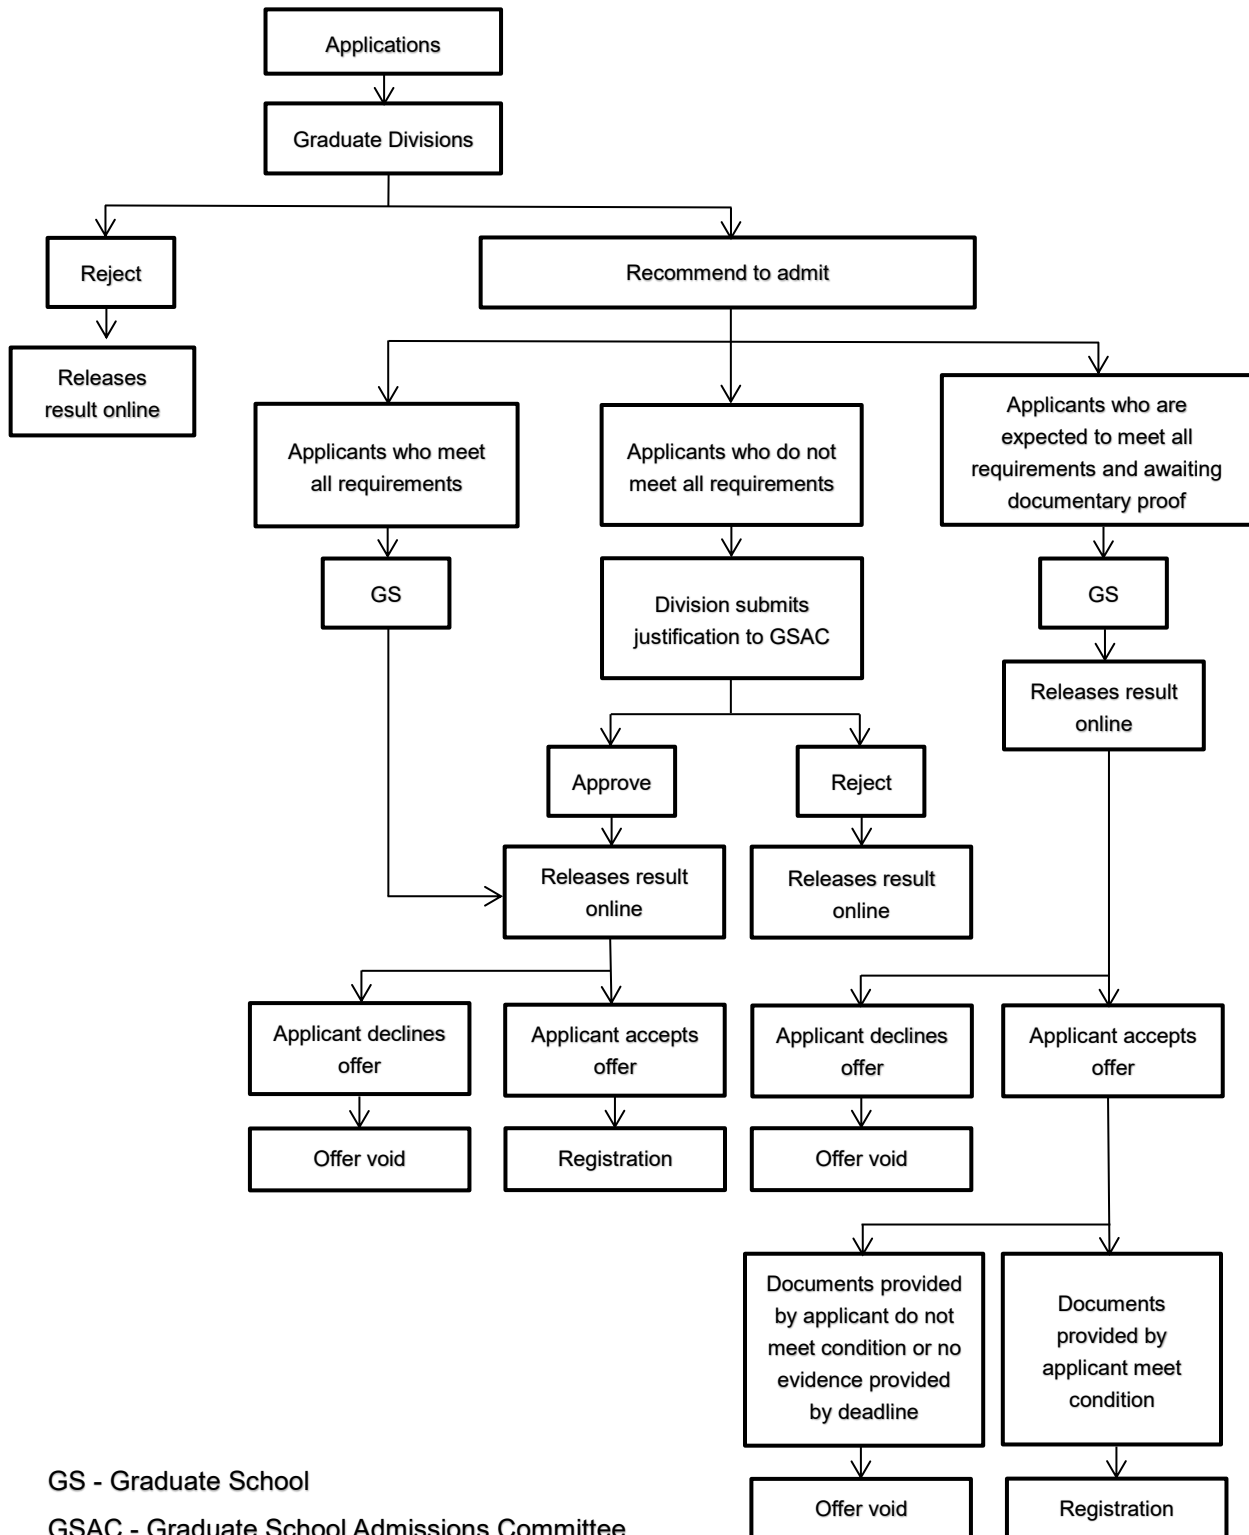 Applications
Graduate Divisions
Reject
Recommend to admit
Releases
result online
Applicants who meet
all requirements
Applicants who do not
meet all requirements
Applicants who are
expected to meet all
requirements and awaiting
documentary proof
GS
Division submits
justification to GSAC
GS
Releases result
online
Approve
Reject
Releases result
online
Releases result
online
Applicant declines
offer
Applicant accepts
offer
Applicant declines
offer
Applicant accepts
offer
Offer void
Registration
Offer void
Documents provided
by applicant do not
meet condition or no
evidence provided
by deadline
Documents
provided by
applicant meet
condition
Offer void
Registration
GS - Graduate School
GSAC - Graduate School Admissions Committee